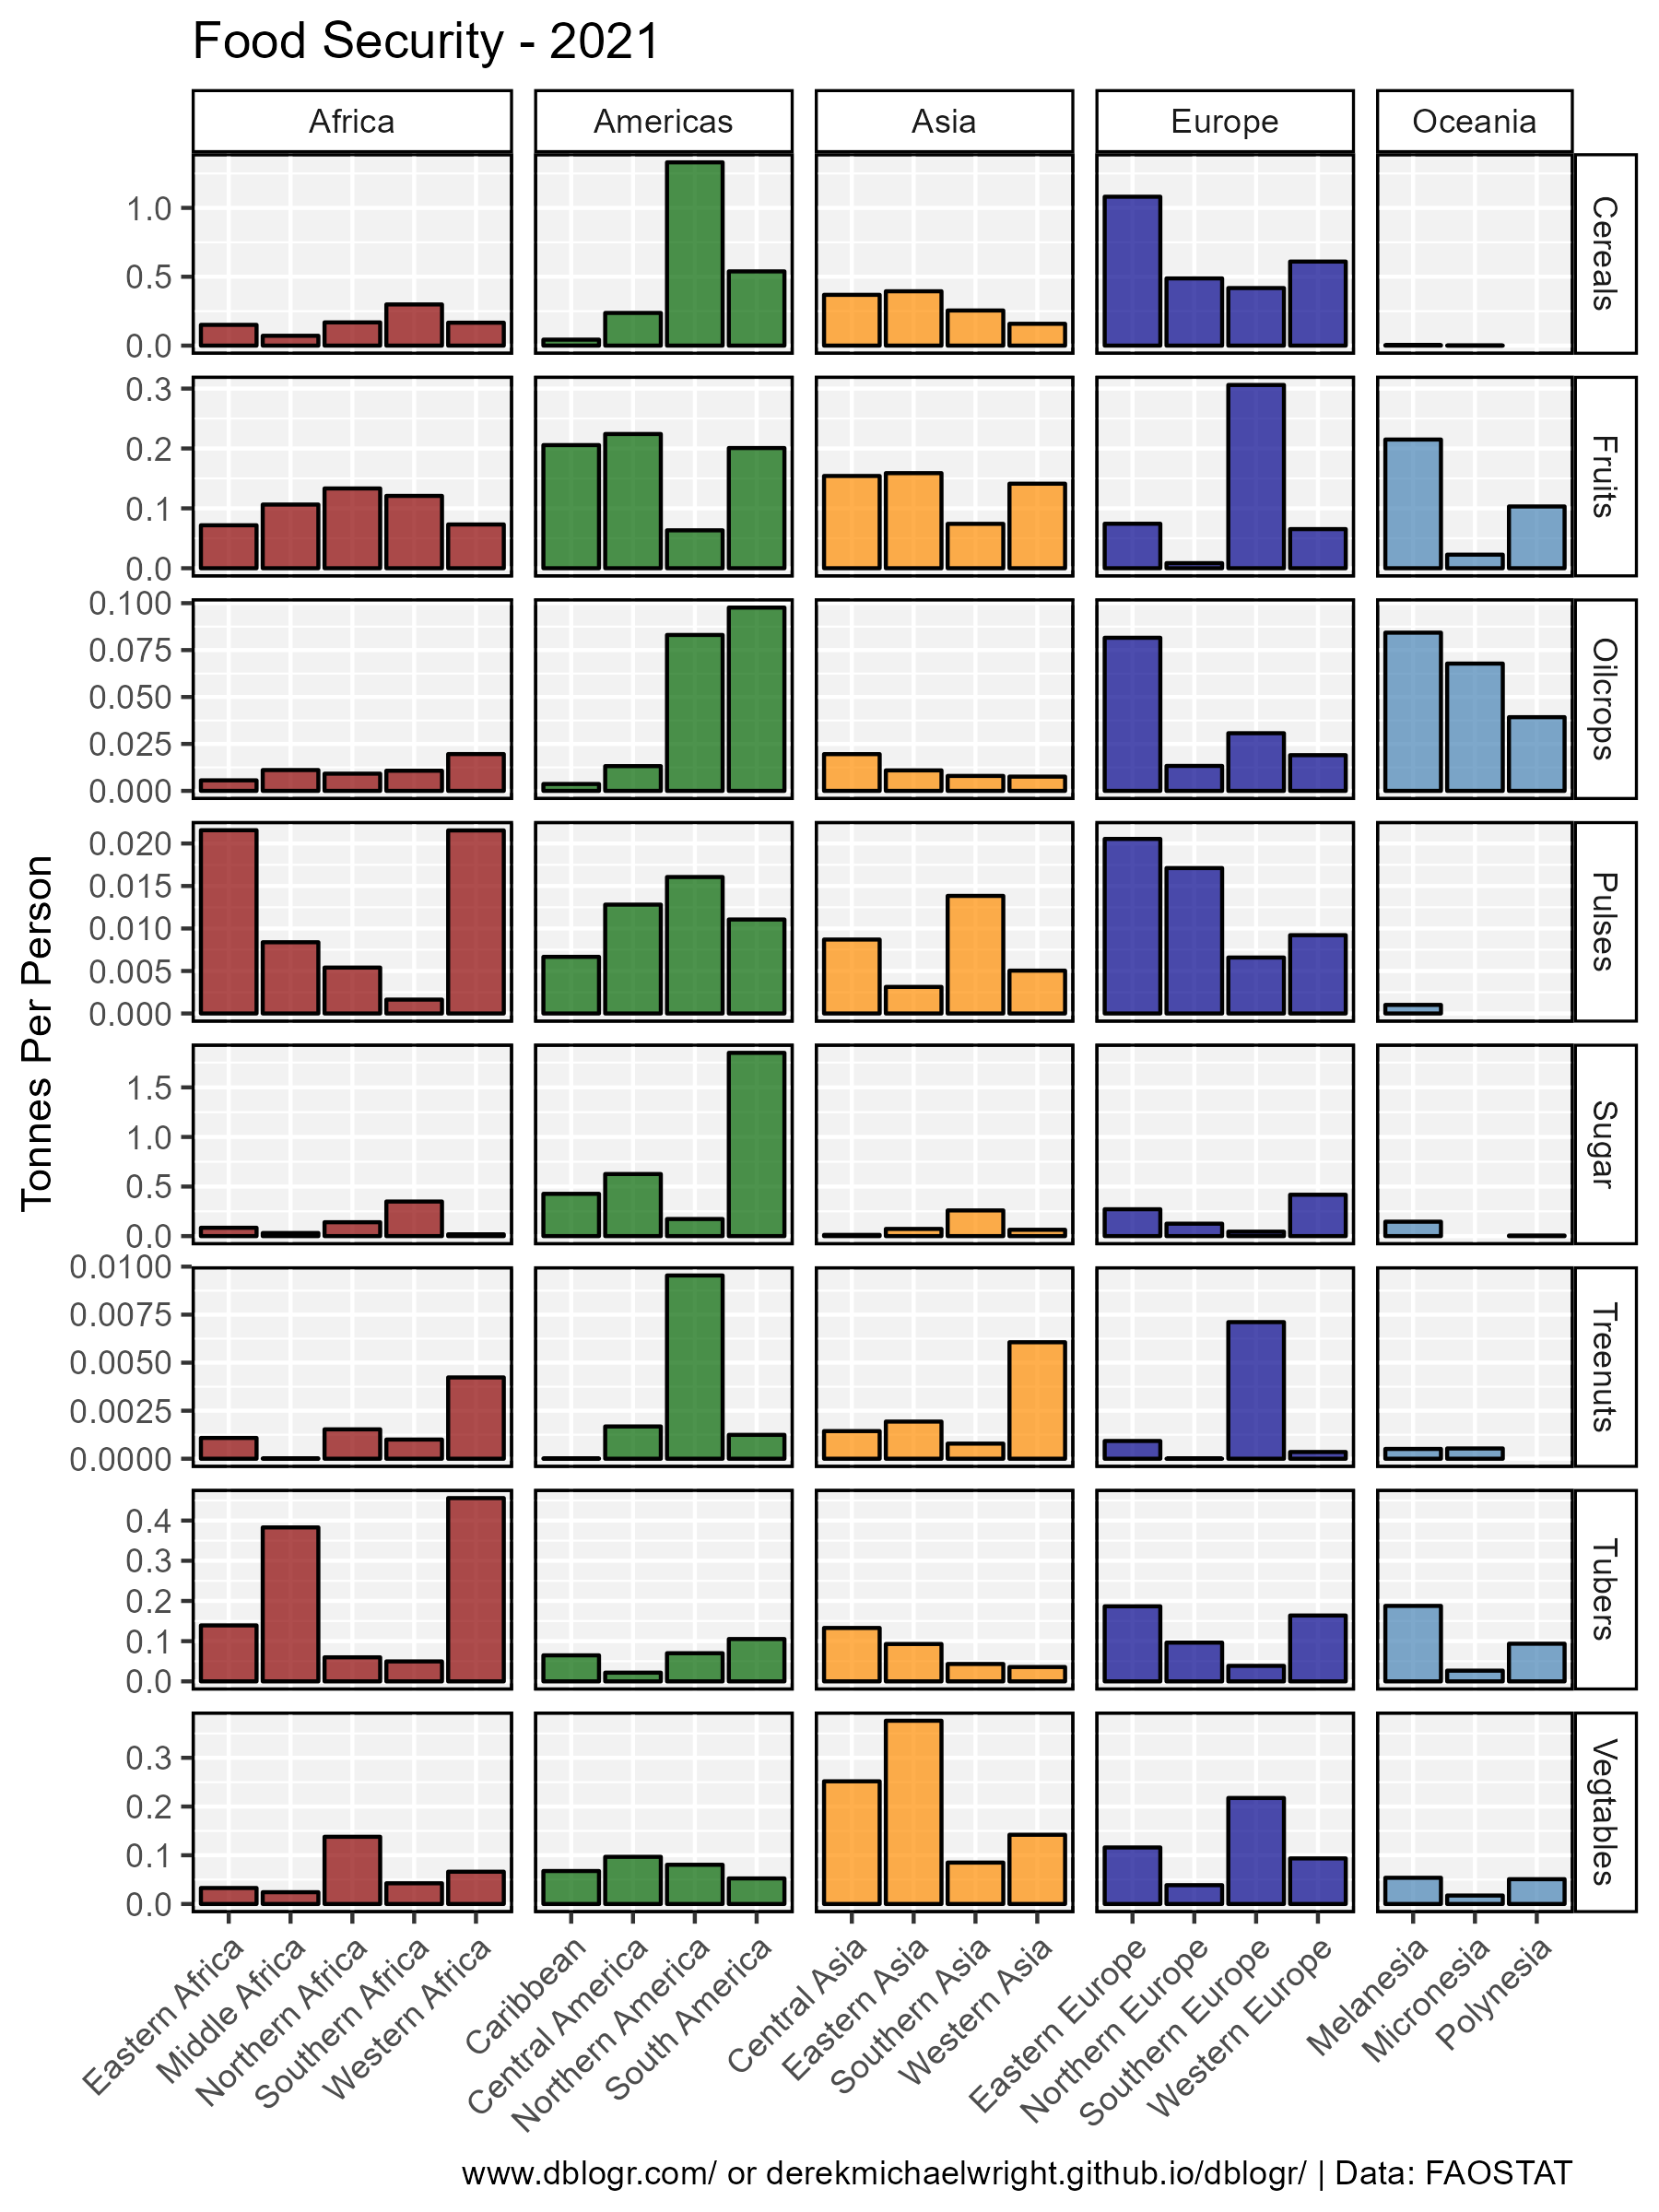 Food Security - 2021
Africa
Americas
Asia
Europe
Oceania
1.0
0.5
0.0
Cereals
0.3
0.2
0.1
0.0
Fruits
0.100
0.075
0.050
0.025
0.000
Oilcrops
0.020
0.015
0.010
0.005
0.000
Pulses
Tonnes Per Person
1.5
1.0
0.5
0.0
Sugar
0.0100
0.0075
0.0050
0.0025
0.0000
Treenuts
0.4
0.3
0.2
0.1
0.0
Tubers
0.3
0.2
0.1
0.0
Vegtables
Eastern Africa
Middle Africa
Northern Africa
Southern Africa
Western Africa
Caribbean
Central America
Northern America
South America
Central Asia
Eastern Asia
Southern Asia
Western Asia
Eastern Europe
Northern Europe
Southern Europe
Western Europe
Melanesia
Micronesia
Polynesia
www.dblogr.com/ or derekmichaelwright.github.io/dblogr/ | Data: FAOSTAT